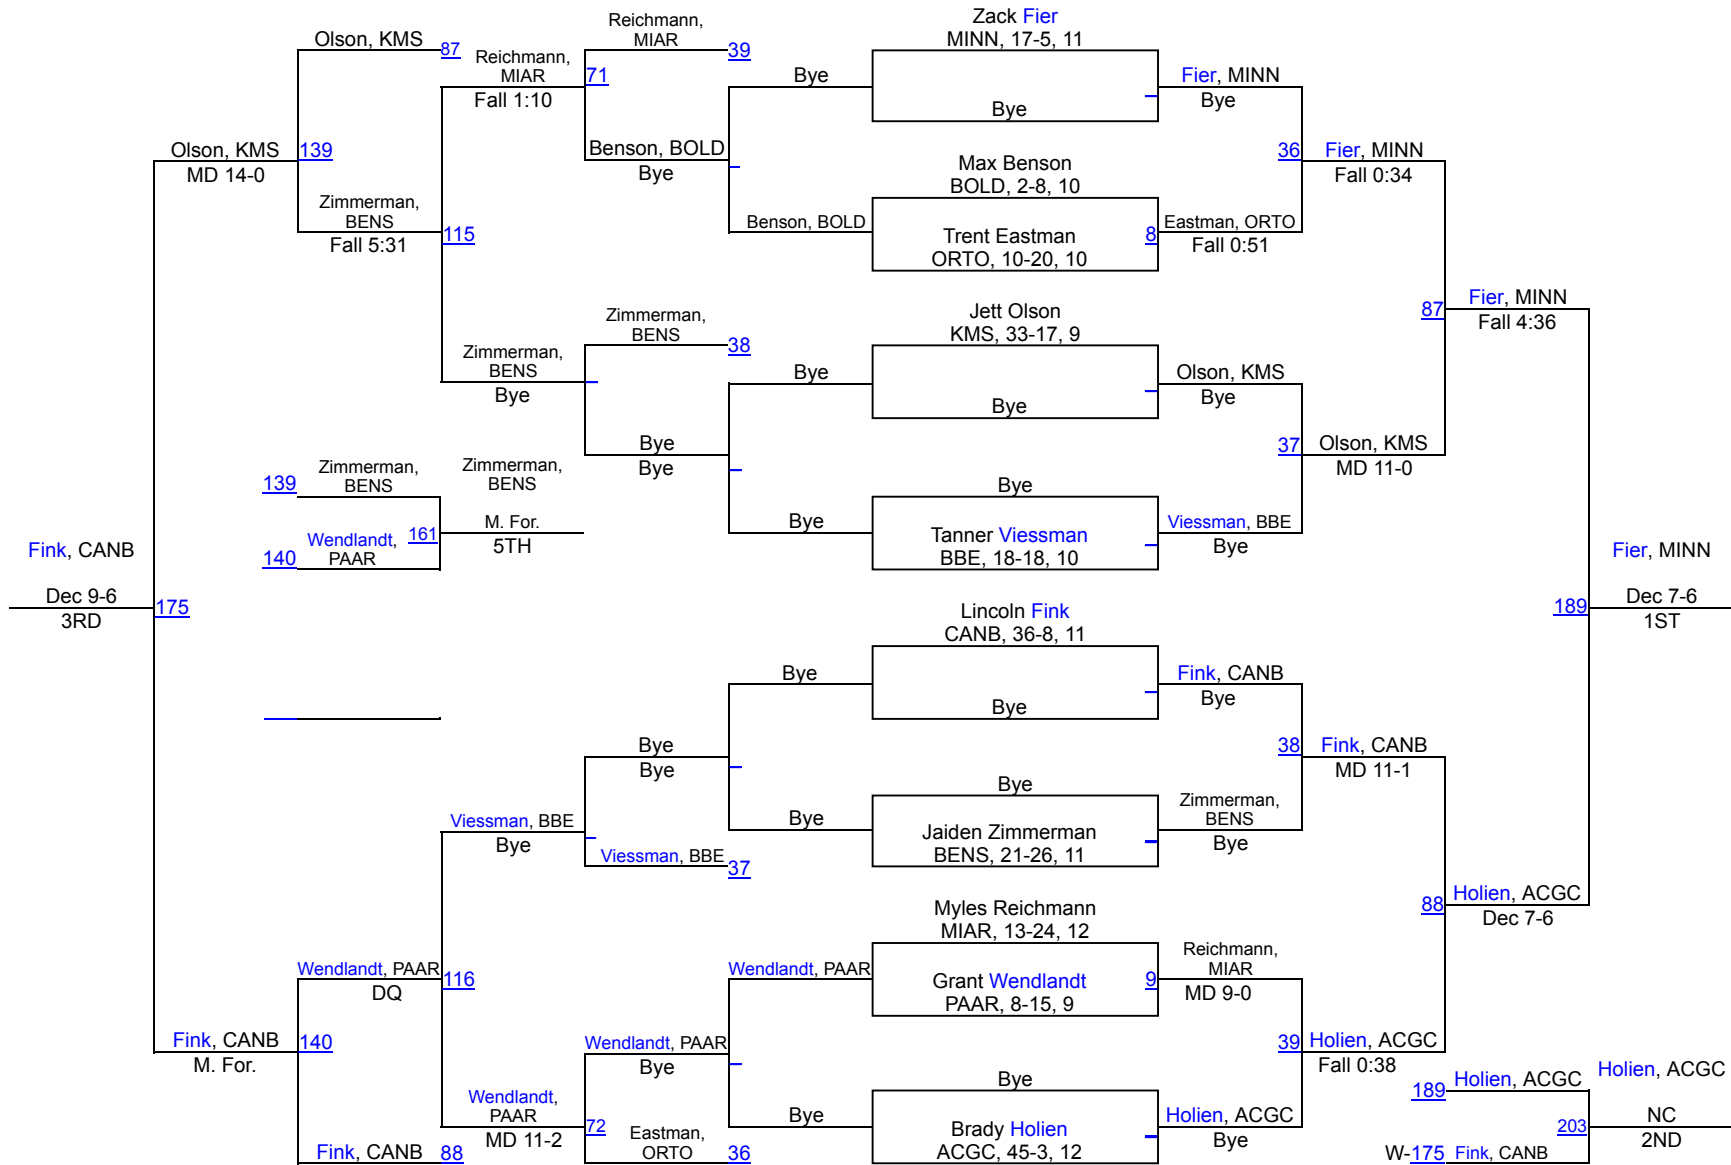 Reichmann,
MIAR
39
Zack Fier
MINN, 17-5, 11
Olson, KMS
87
Reichmann,
MIAR
71
Fall 1:10
Bye
Bye
Fier, MINN
Bye
Olson, KMS
139
MD 14-0
Benson, BOLD
Bye
Max Benson
BOLD, 2-8, 10
36
Fier, MINN
Fall 0:34
Zimmerman,
BENS
115
Fall 5:31
Benson, BOLD
Trent Eastman
ORTO, 10-20, 10
8
Eastman, ORTO
Fall 0:51
Zimmerman,
BENS
38
Jett Olson
KMS, 33-17, 9
87
Fier, MINN
Fall 4:36
Zimmerman,
BENS
Bye
Bye
Bye
Olson, KMS
Bye
Bye
Bye
37
Olson, KMS
MD 11-0
139
Zimmerman,
BENS
Zimmerman,
BENS
Bye
Bye
Tanner Viessman
BBE, 18-18, 10
Viessman, BBE
Bye
140
Wendlandt,
PAAR
161
M. For.
5TH
Fink, CANB
Dec 9-6
3RD
175
Fier, MINN
189
Dec 7-6
1ST
Lincoln Fink
CANB, 36-8, 11
Bye
Bye
Fink, CANB
Bye
Bye
Bye
38
Fink, CANB
MD 11-1
Bye
Bye
Jaiden Zimmerman
BENS, 21-26, 11
Zimmerman,
BENS
Bye
Viessman, BBE
Bye
Viessman, BBE
37
Myles Reichmann
MIAR, 13-24, 12
88
Holien, ACGC
Dec 7-6
Wendlandt, PAAR
DQ
116
Wendlandt, PAAR
Grant Wendlandt
PAAR, 8-15, 9
9
Reichmann,
MIAR
MD 9-0
Fink, CANB
M. For.
140
Wendlandt, PAAR
Bye
39
Holien, ACGC
Fall 0:38
Wendlandt,
PAAR
MD 11-2
72
Bye
Bye
Brady Holien
ACGC, 45-3, 12
Holien, ACGC
Bye
189
Holien, ACGC
Holien, ACGC
Fink, CANB
88
Eastman,
ORTO
36
203
NC
2ND
W-175
Fink, CANB